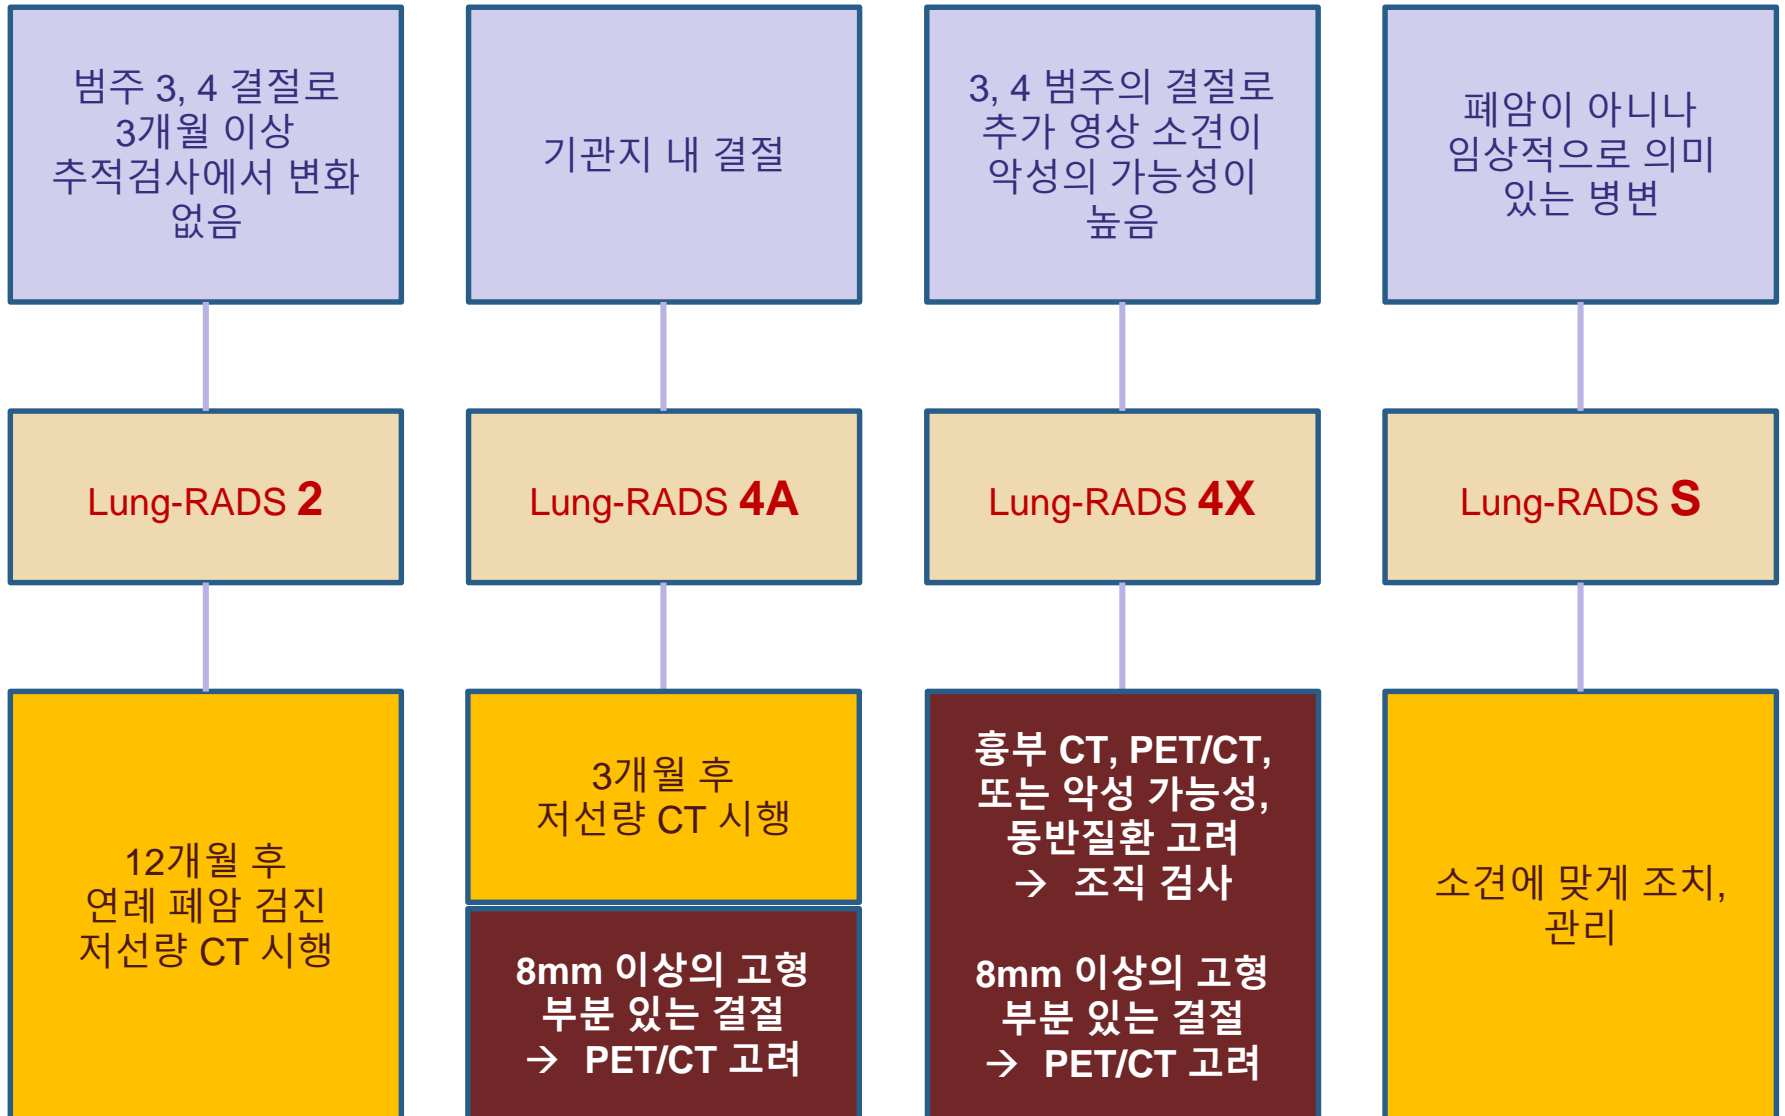 범주 3, 4 결절로
3개월 이상
추적검사에서 변화
없음
기관지 내 결절
3, 4 범주의 결절로
추가 영상 소견이
악성의 가능성이
높음
폐암이 아니나
임상적으로 의미
있는 병변
Lung-RADS 2
Lung-RADS 4A
Lung-RADS 4X
Lung-RADS S
12개월 후
연례 폐암 검진
저선량 CT 시행
3개월 후
저선량 CT 시행
8mm 이상의 고형
부분 있는 결절
→ PET/CT 고려
흉부 CT, PET/CT,
또는 악성 가능성,
동반질환 고려
→ 조직 검사
8mm 이상의 고형
부분 있는 결절
→ PET/CT 고려
소견에 맞게 조치,
관리